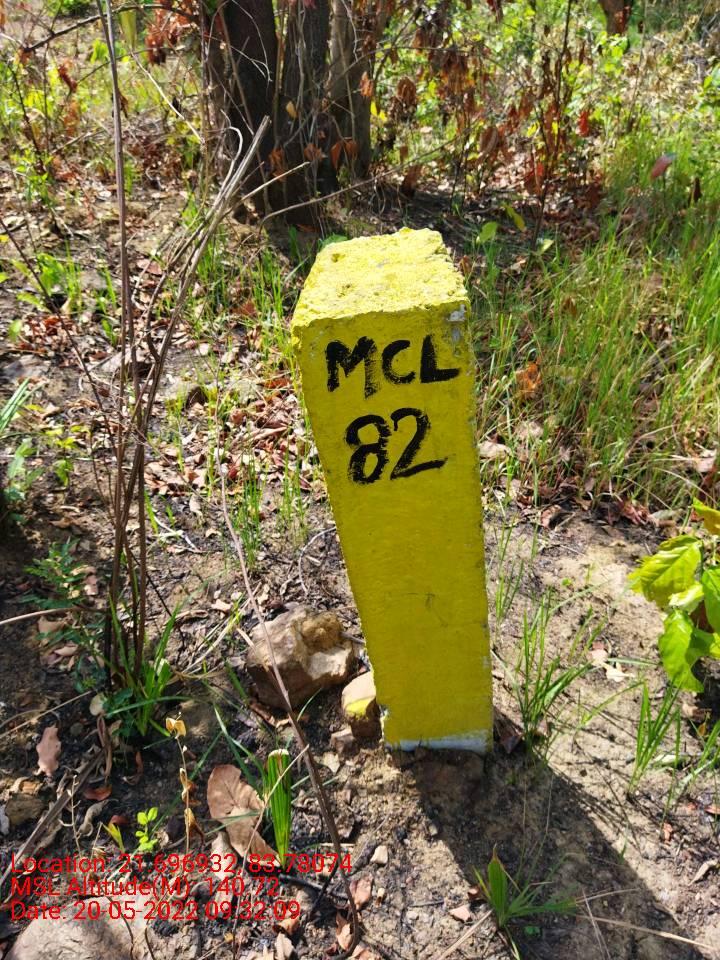 MCL
82
Location: 21.696932, 83.78074
MSL Altitude(M): 140.72
Date: 20-05-2022 09:32:09